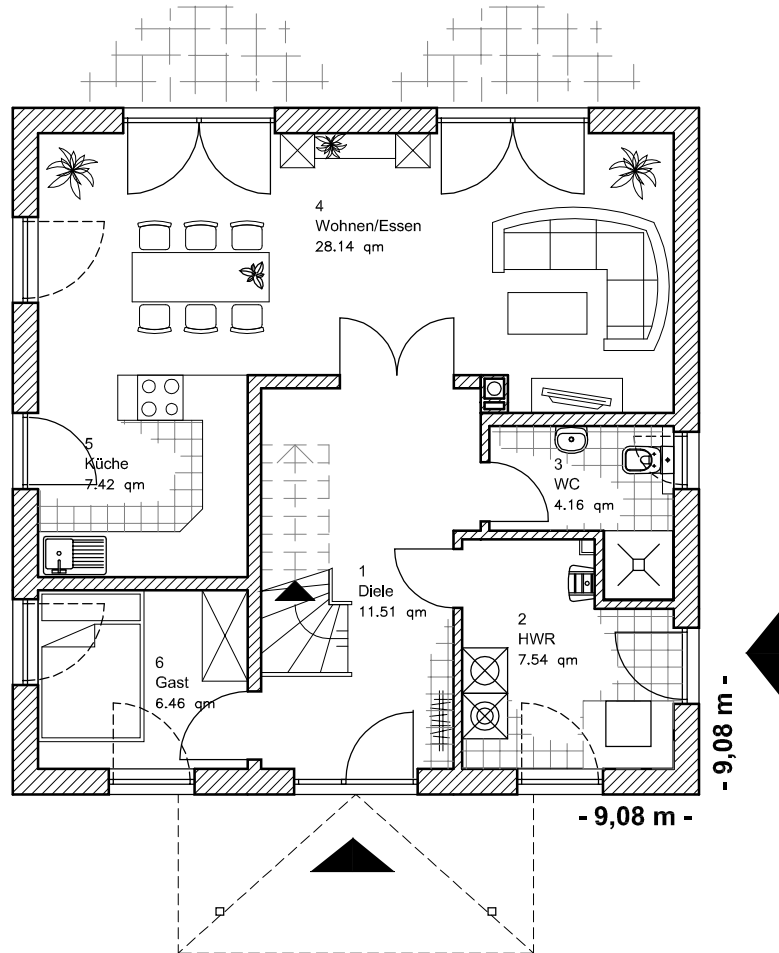 4
Wohnen/Essen
28.14 qm
5
Küche
7.42 qm
3
WC
4.16 qm
1
Diele
11.51 qm
2
HWR
7.54 qm
6
Gast
6.46 qm
- 9,08 m -
- 9,08 m -